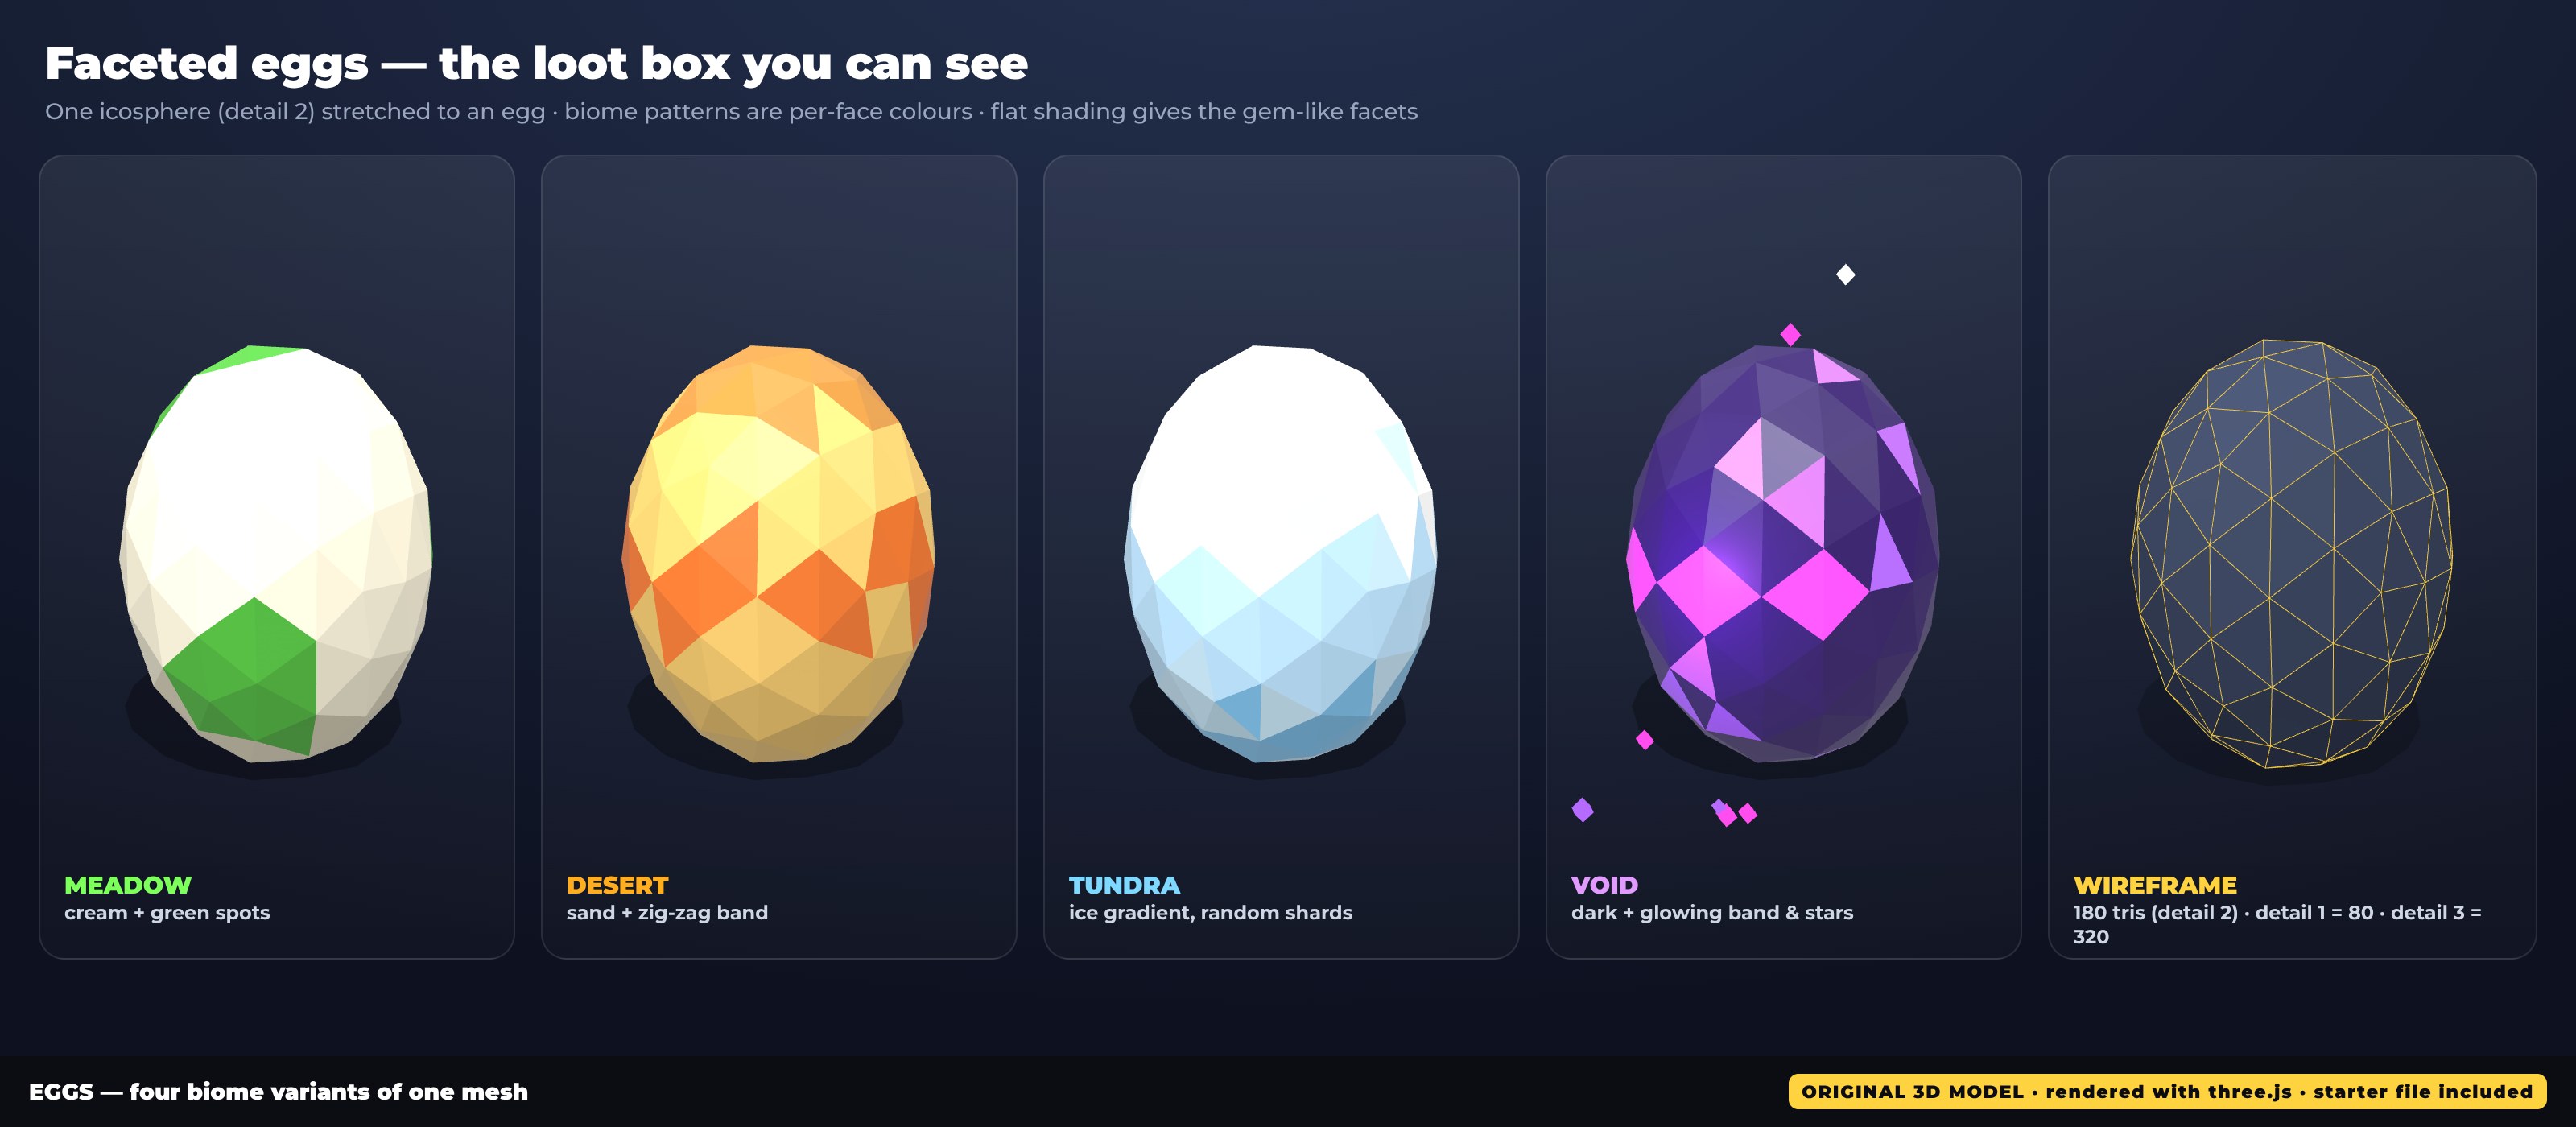 Faceted eggs — the loot box you can see
One icosphere (detail 2) stretched to an egg · biome patterns are per-face colours · flat shading gives the gem-like facets
MEADOW
cream + green spots
DESERT
sand + zig-zag band
TUNDRA
ice gradient, random shards
VOID
dark + glowing band & stars
WIREFRAME
180 tris (detail 2) · detail 1 = 80 · detail 3 =
320
EGGS — four biome variants of one mesh
ORIGINAL 3D MODEL · rendered with three.js · starter file included